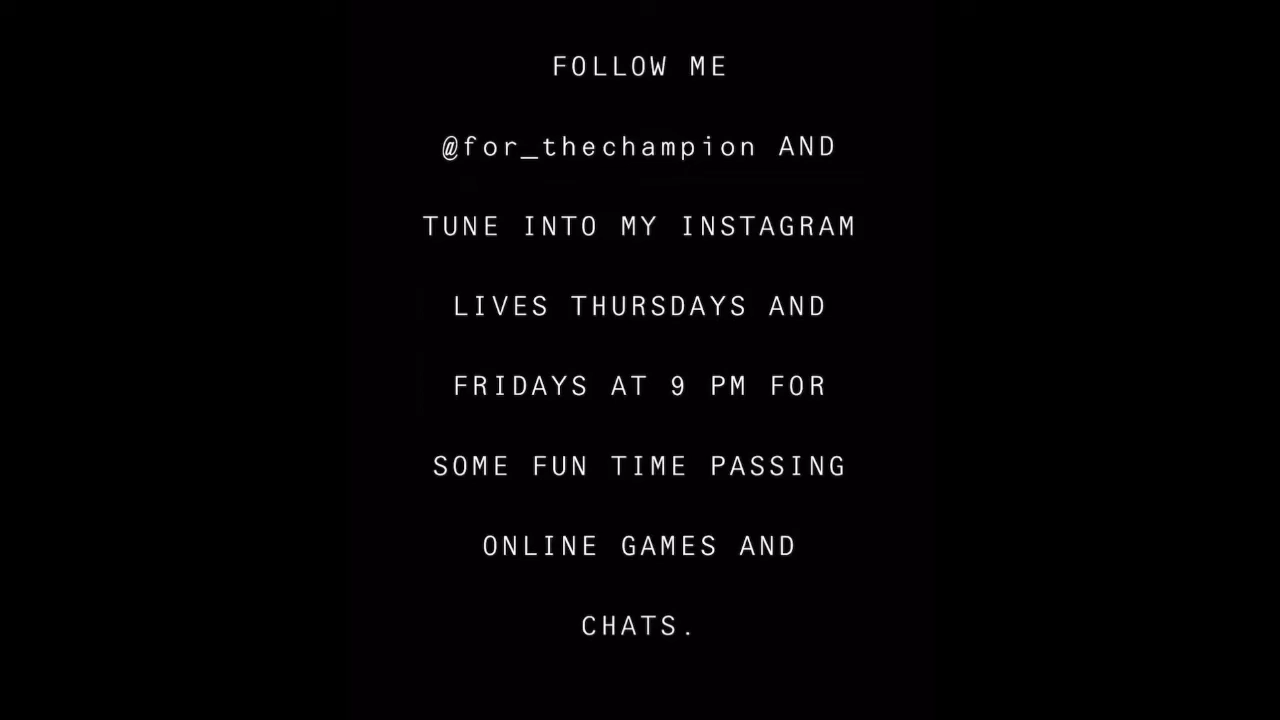 FOLLOW ME
@for_thechampion AND
TUNE INTO MY INSTAGRAM
LIVES THURSDAYS AND
FRIDAYS AT 9 PM FOR
SOME FUN TIME PASSING
ONLINE GAMES AND
CHATS.